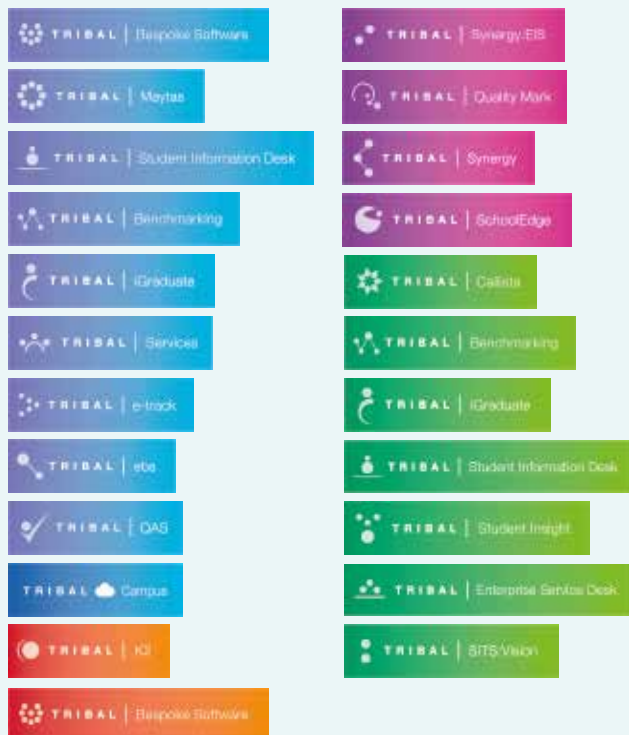 TRIBAL | Bespoke Software
TRIBAL | Maytas
TRIBAL | Student Information Desk
TRIBAL | Benchmarking
TRIBAL | iGraduate
TRIBAL | Services
TRIBAL | e-track
TRIBAL | ebs
TRIBAL | QAS
TRIBAL Campus
TRIBAL | K2
TRIBAL | Bespoke Software
TRIBAL | Synergy:EIS
TRIBAL | Quality Mark
TRIBAL | Synergy
TRIBAL | SchoolEdge
TRIBAL | Callista
TRIBAL | Benchmarking
TRIBAL | iGraduate
TRIBAL | Student Information Desk
TRIBAL | Student Insight
TRIBAL | Enterprise Service Desk
TRIBAL | SITS:Vision